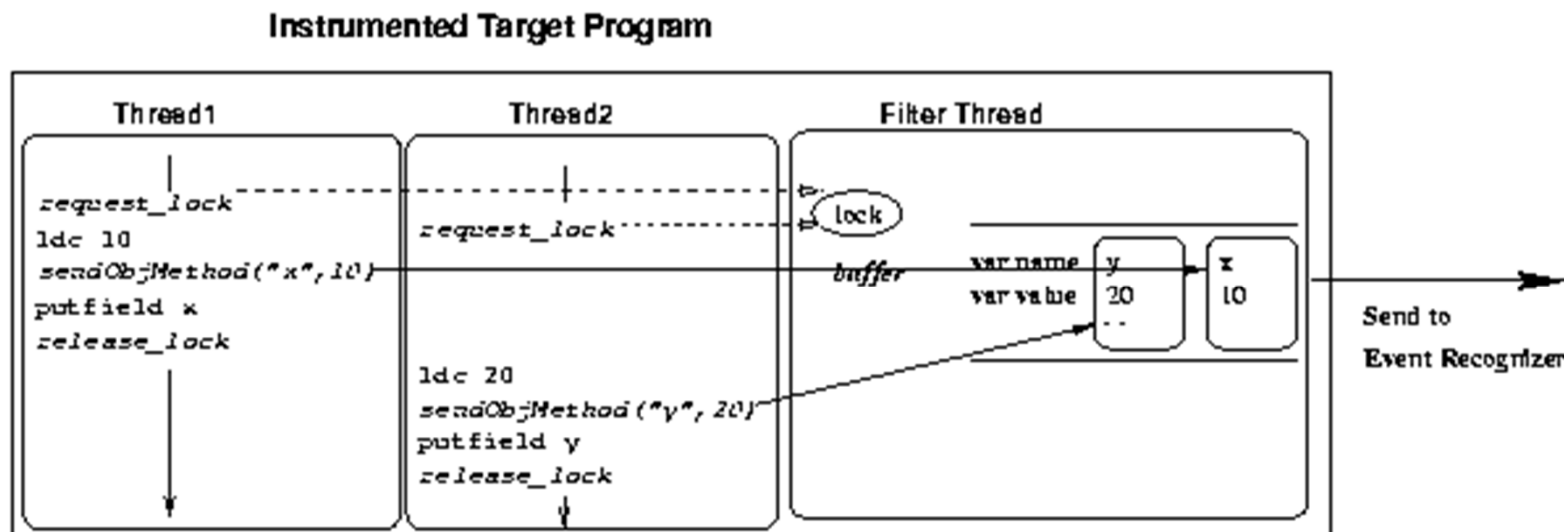 Instrumented Target Program
Thread1
request_lock
ldc 10
sendObjMethod("x",10)
putfield x
release_lock
Thread2
request_lock
ldc 20
sendObjMethod("y",20)
putfield y
release_lock
Filter Thread
lock
buffer
var name y x
var value 20 10
Send to
Event Recognizer